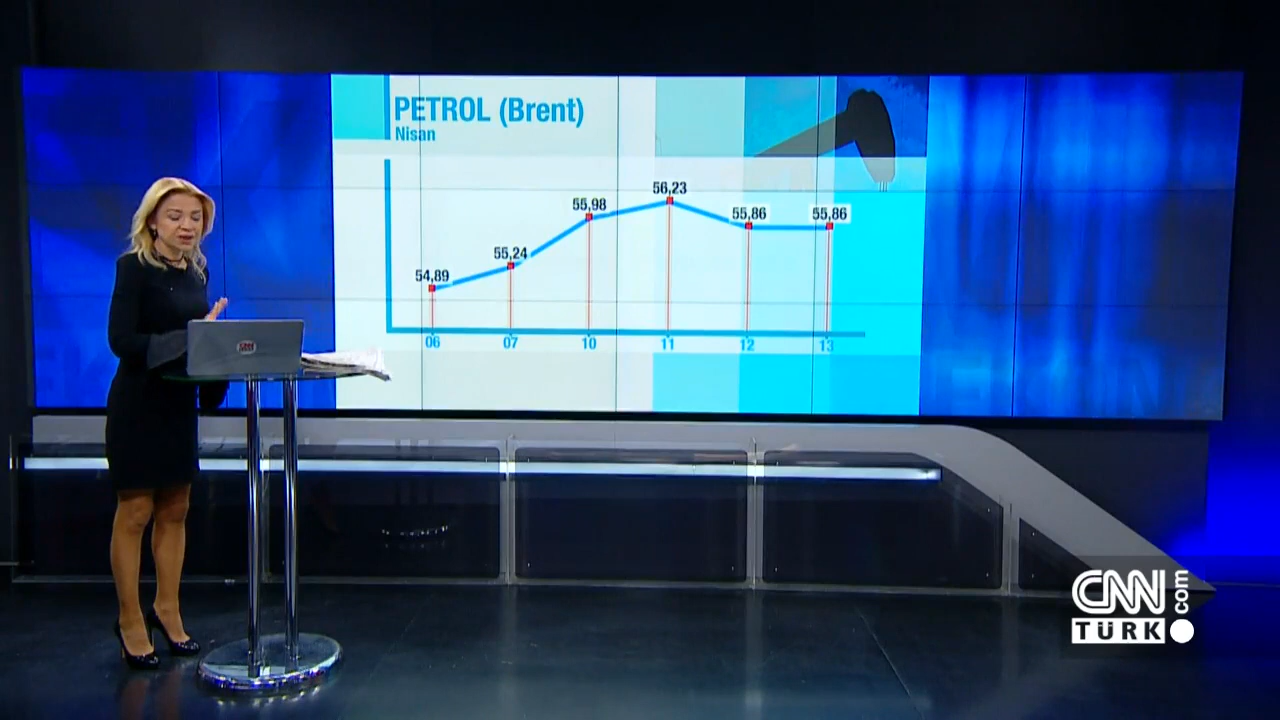 PETROL (Brent)
Nisan
54,89
55,24
55,98
56,23
55,86
55,86
06
07
10
11
12
13
CNN
CNN
TÜRK
.com